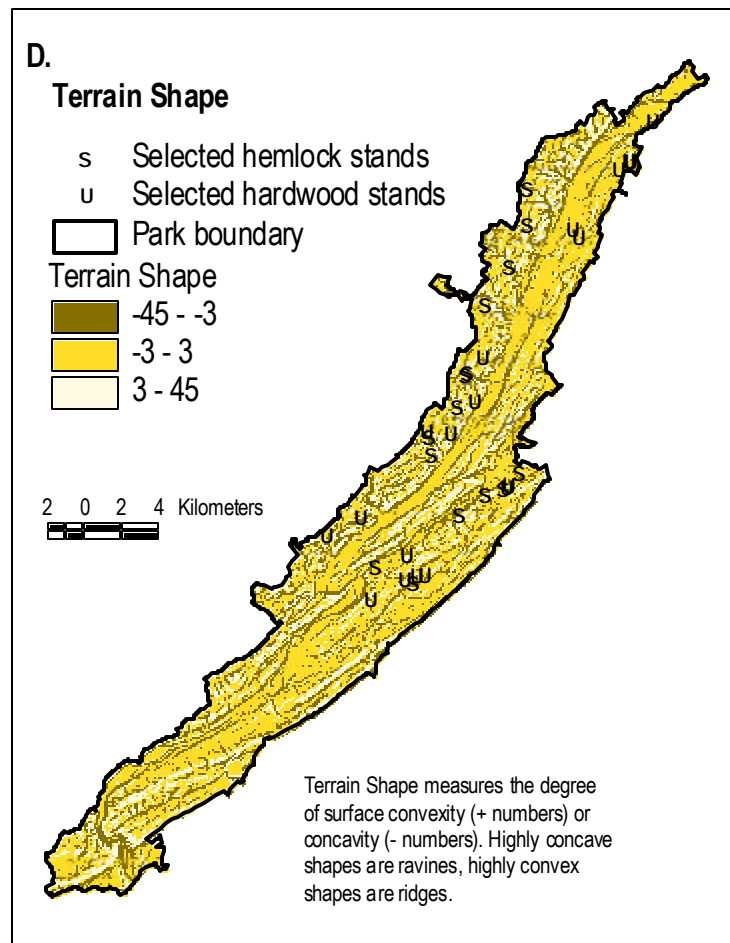 D.
Terrain Shape
S Selected hemlock stands
U Selected hardwood stands
Park boundary
Terrain Shape
-45 - -3
-3 - 3
3 - 45
2 0 2 4 Kilometers
Terrain Shape measures the degree
of surface convexity (+ numbers) or
concavity (- numbers). Highly concave
shapes are ravines, highly convex
shapes are ridges.